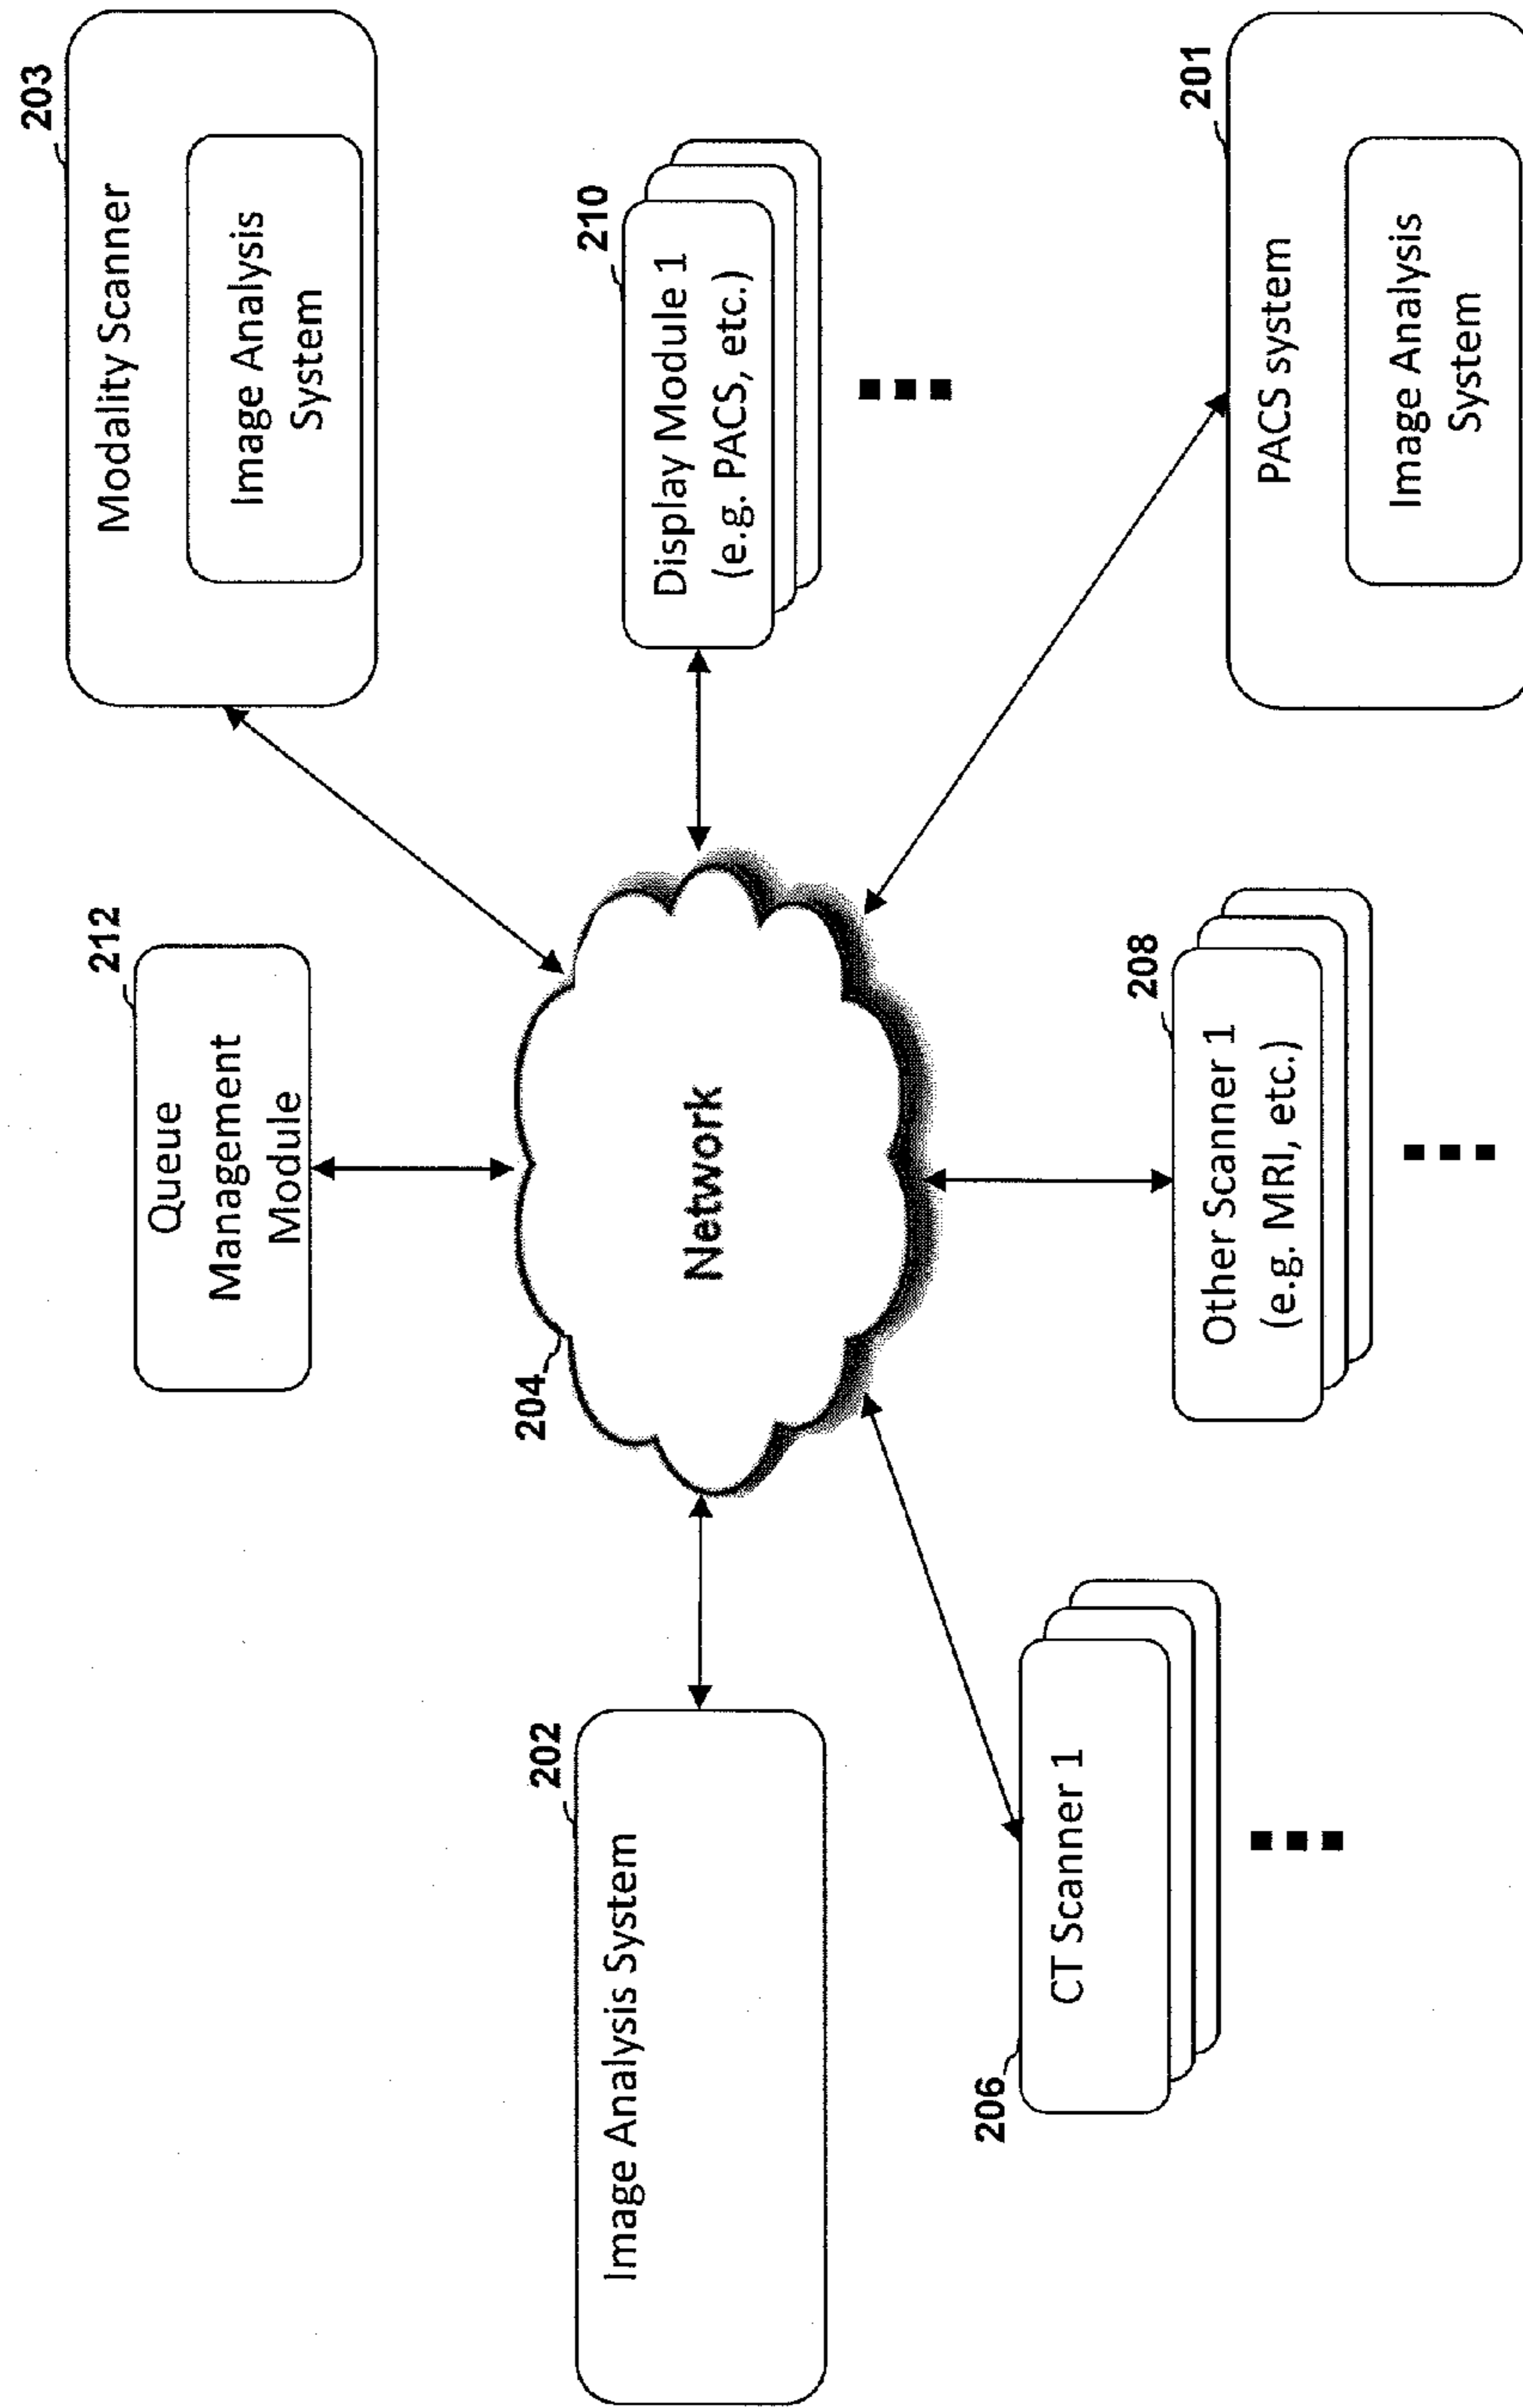 203
Modality Scanner
Image Analysis
System
212
Queue
Management
Module
210
Display Module 1
(e.g. PACS, etc.)
204
Network
202
Image Analysis System
206
CT Scanner 1
208
Other Scanner 1
(e.g. MRI, etc.)
201
PACS system
Image Analysis
System